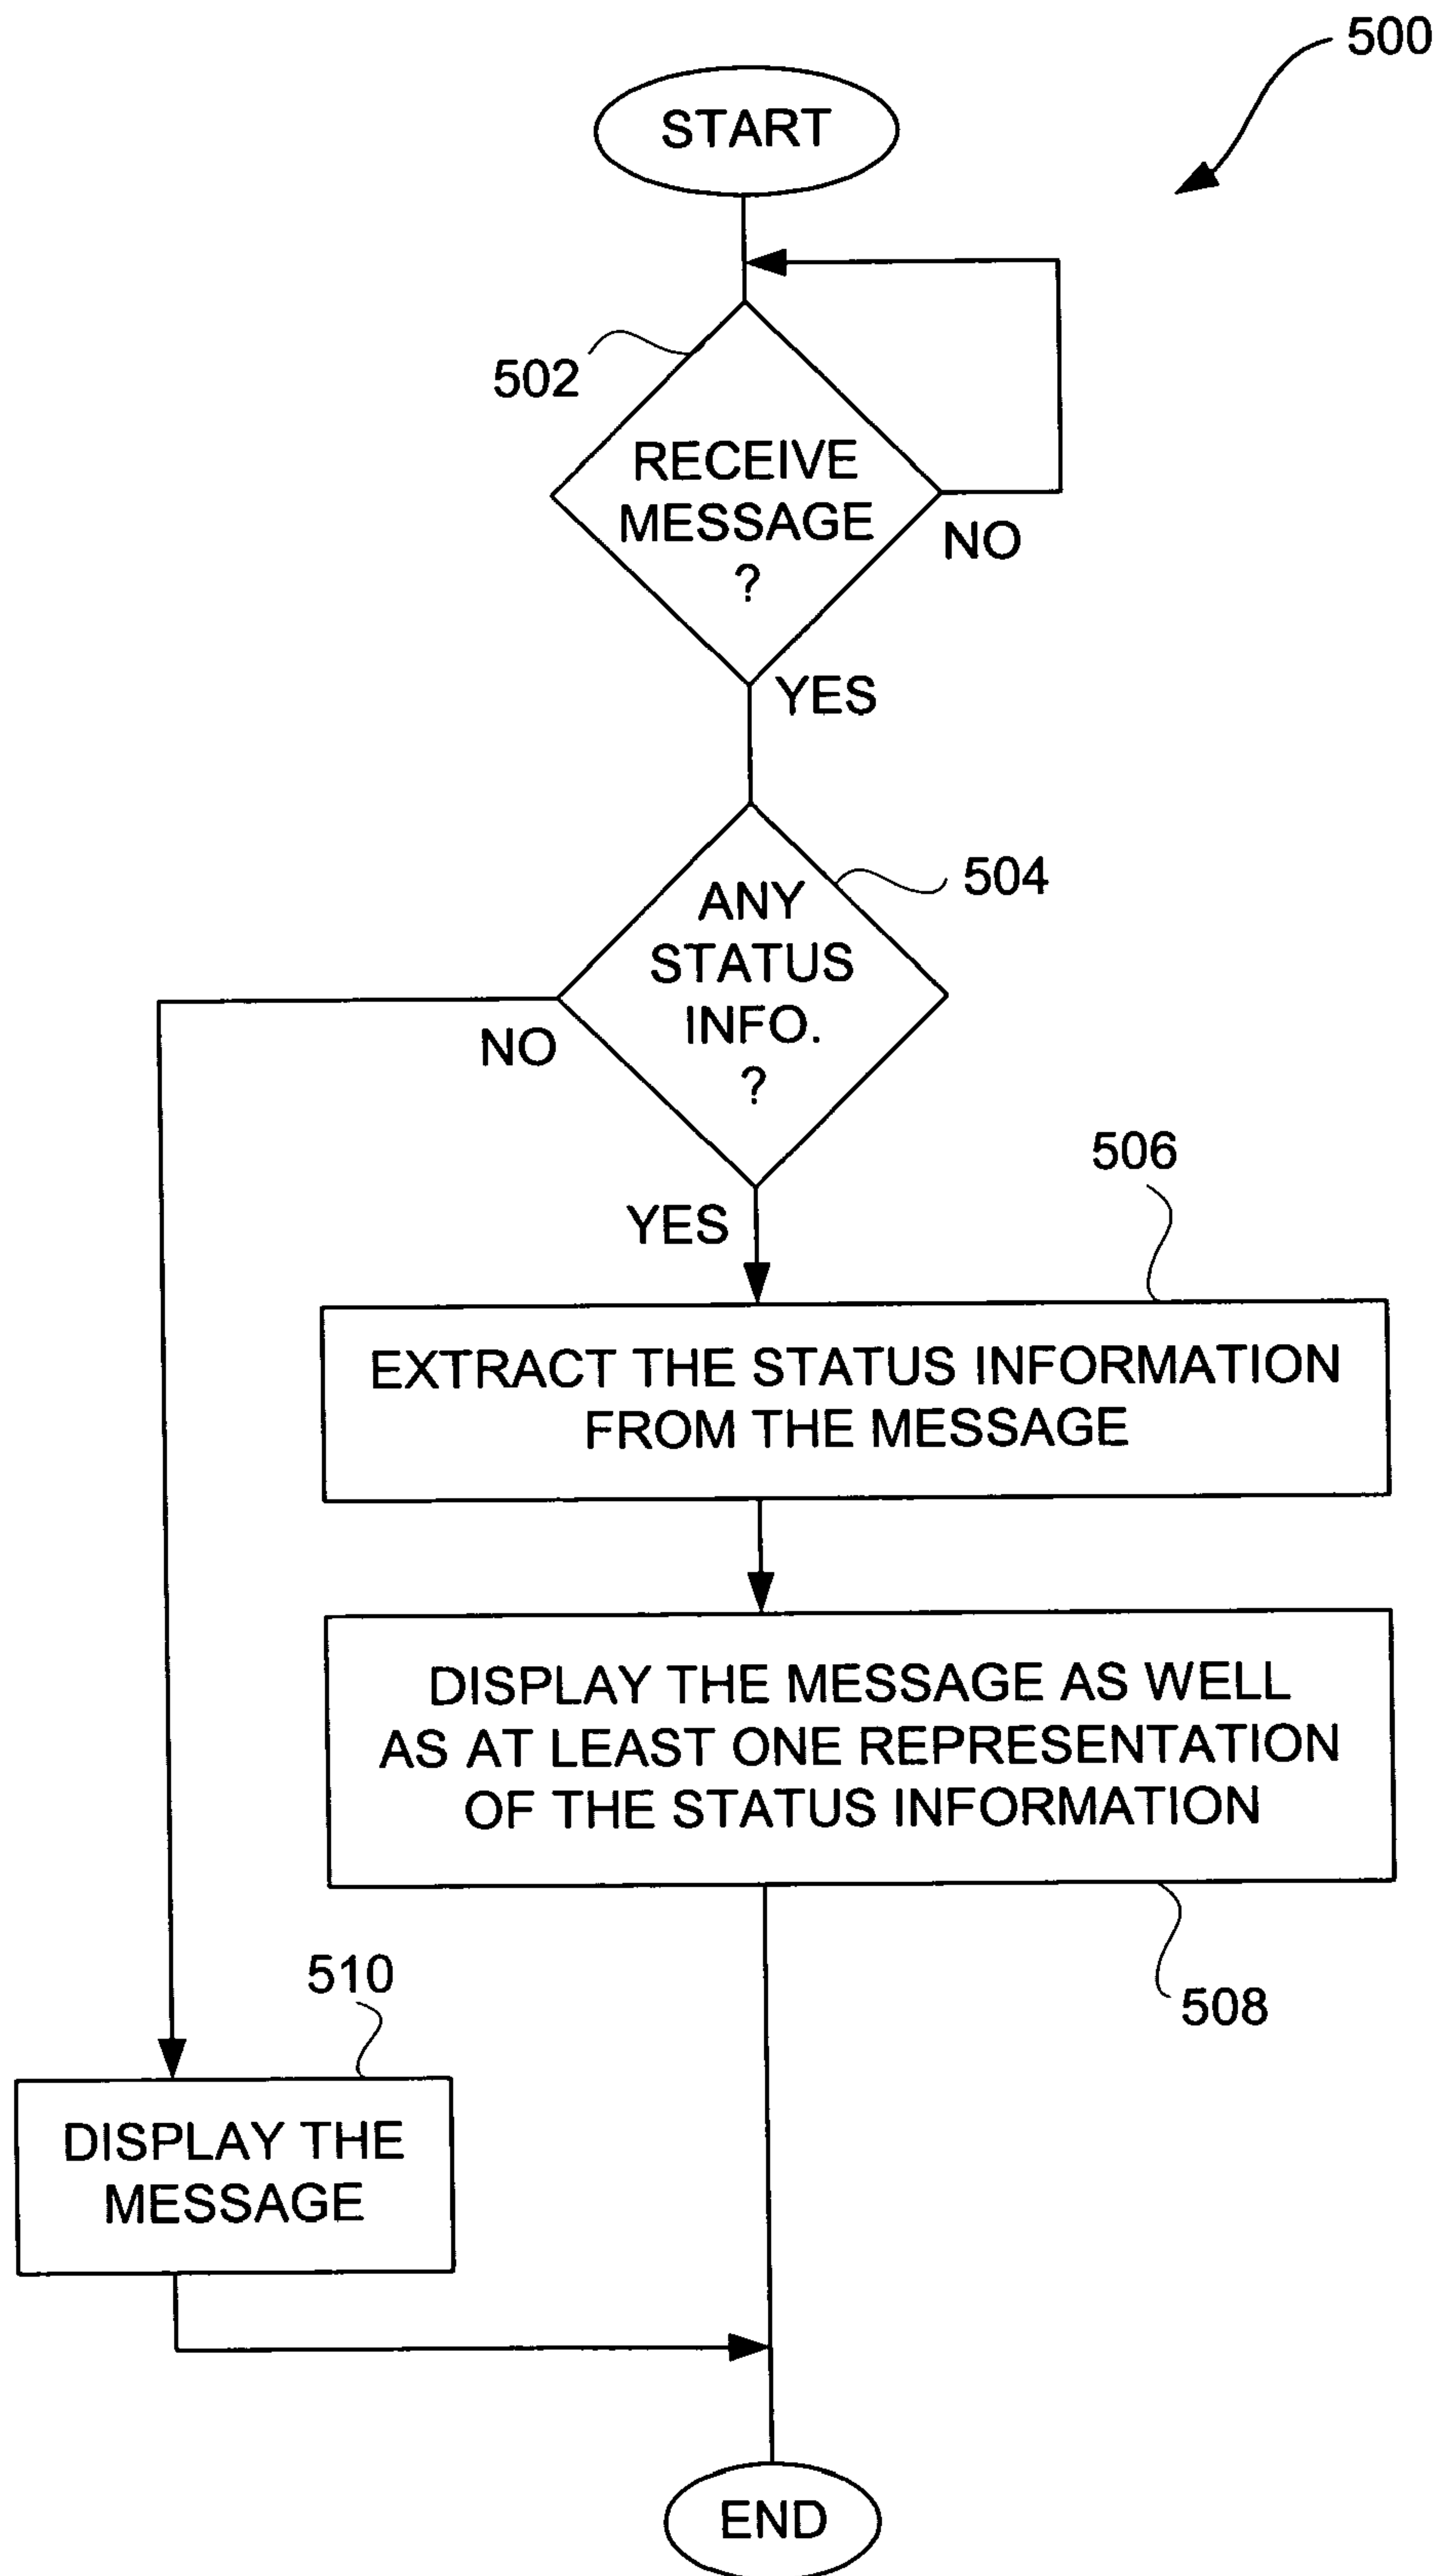 500
START
502
RECEIVE
MESSAGE
?
NO
YES
504
ANY
STATUS
INFO.
?
NO
YES
506
EXTRACT THE STATUS INFORMATION
FROM THE MESSAGE
DISPLAY THE MESSAGE AS WELL
AS AT LEAST ONE REPRESENTATION
OF THE STATUS INFORMATION
508
510
DISPLAY THE
MESSAGE
END